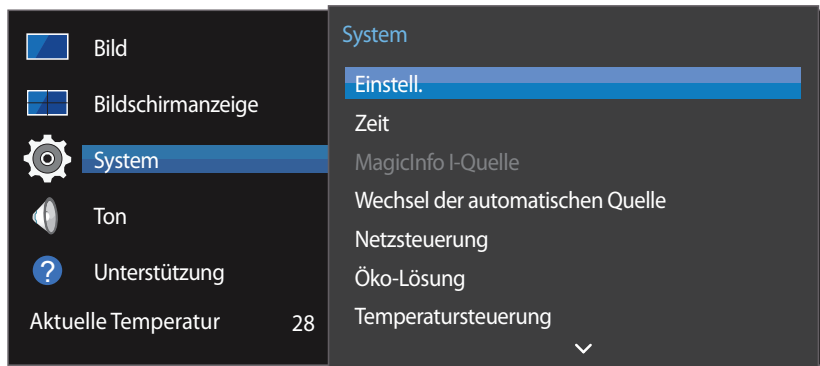 Bild
Bildschirmanzeige
System
Ton
?
Unterstützung
Aktuelle Temperatur 28
System
Einstell.
Zeit
MagicInfo I-Quelle
Wechsel der automatischen Quelle
Netzsteuerung
Öko-Lösung
Temperatursteuerung